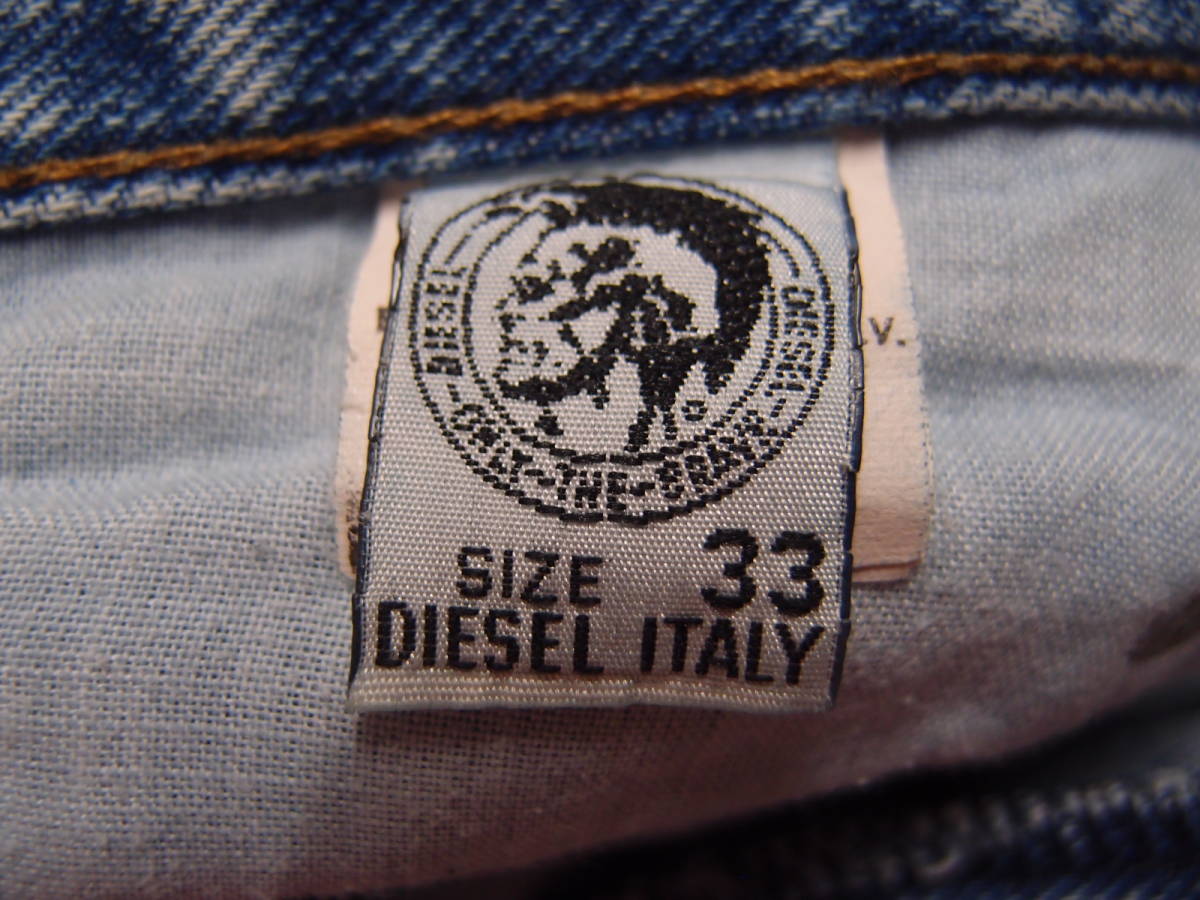 DIESEL
DIESEL
ONLY-THE-BRAVE
SIZE 33
DIESEL ITALY
V.